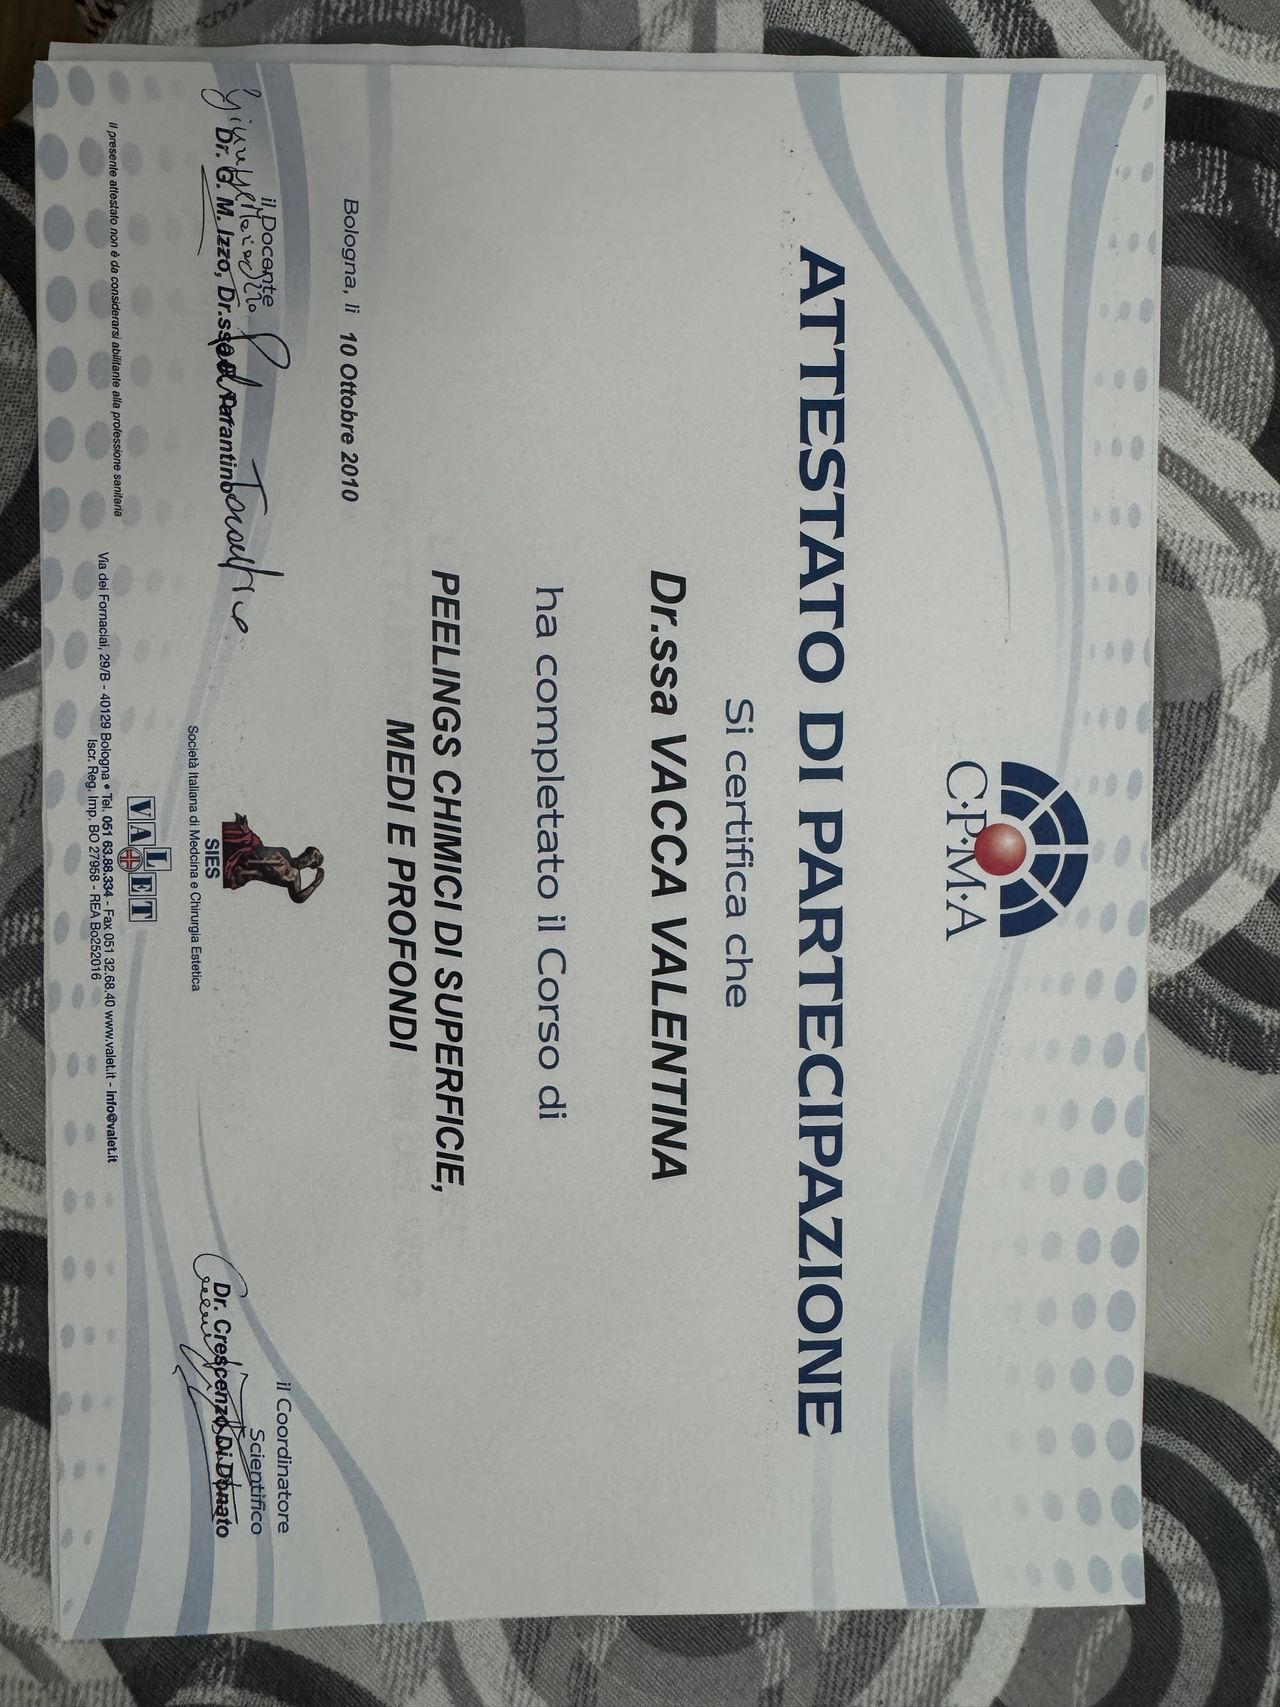 C·P·M·A
ATTESTATO DI PARTECIPAZIONE
Si certifica che
Dr.ssa VACCA VALENTINA
ha completato il Corso di
PEELINGS CHIMICI DI SUPERFICIE,
MEDI E PROFONDI
Bologna, li 10 Ottobre 2010
il Docente
Dr. G. M. Izzo, Dr.ssa Tarantino
il Coordinatore
Scientifico
Dr. Crescenzo Di Donato
SIES
Società Italiana di Medicina e Chirurgia Estetica
VALET
Il presente attestato non è da considerarsi abilitante alla professione sanitaria
Via dei Fornaciai, 29/B - 40129 Bologna • Tel. 051 63.88.334 - Fax 051 32.68.40 www.valet.it - info@valet.it
Iscr. Reg. Imp. BO 27958 - REA Bo252016